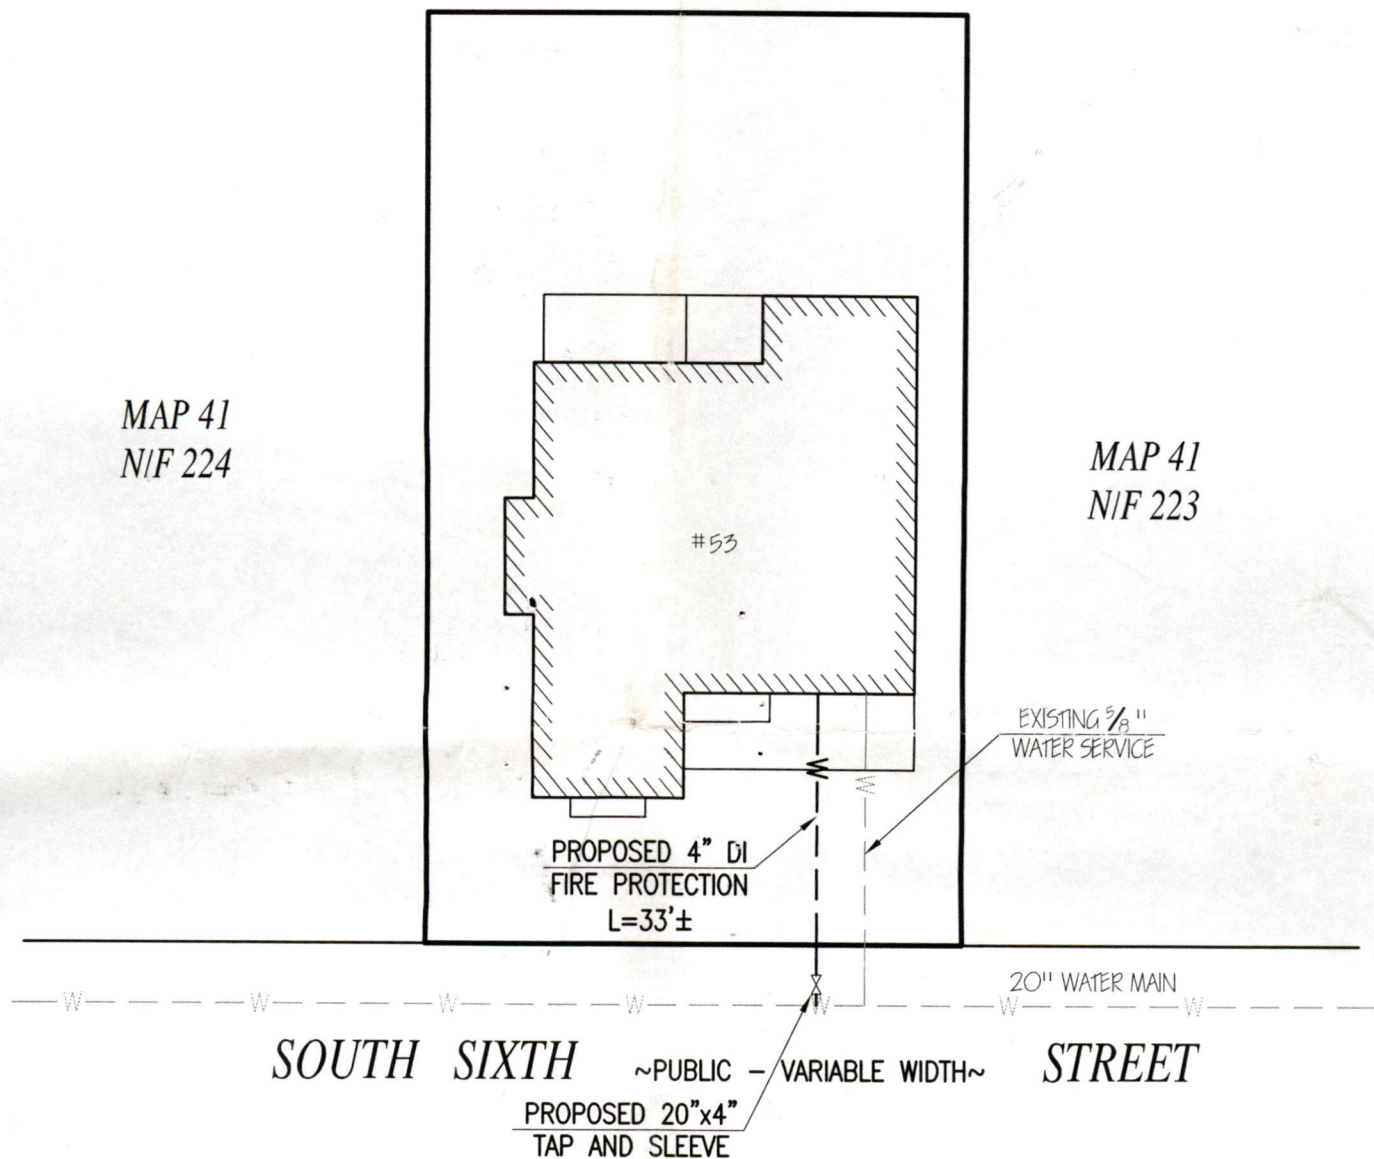 MAP 41
N/F 224
MAP 41
N/F 223
#53
EXISTING 5/8"
WATER SERVICE
PROPOSED 4" DI
FIRE PROTECTION
L=33'±
W
20" WATER MAIN
W W W W W W W
SOUTH SIXTH ~PUBLIC - VARIABLE WIDTH~ STREET
PROPOSED 20"x4"
TAP AND SLEEVE